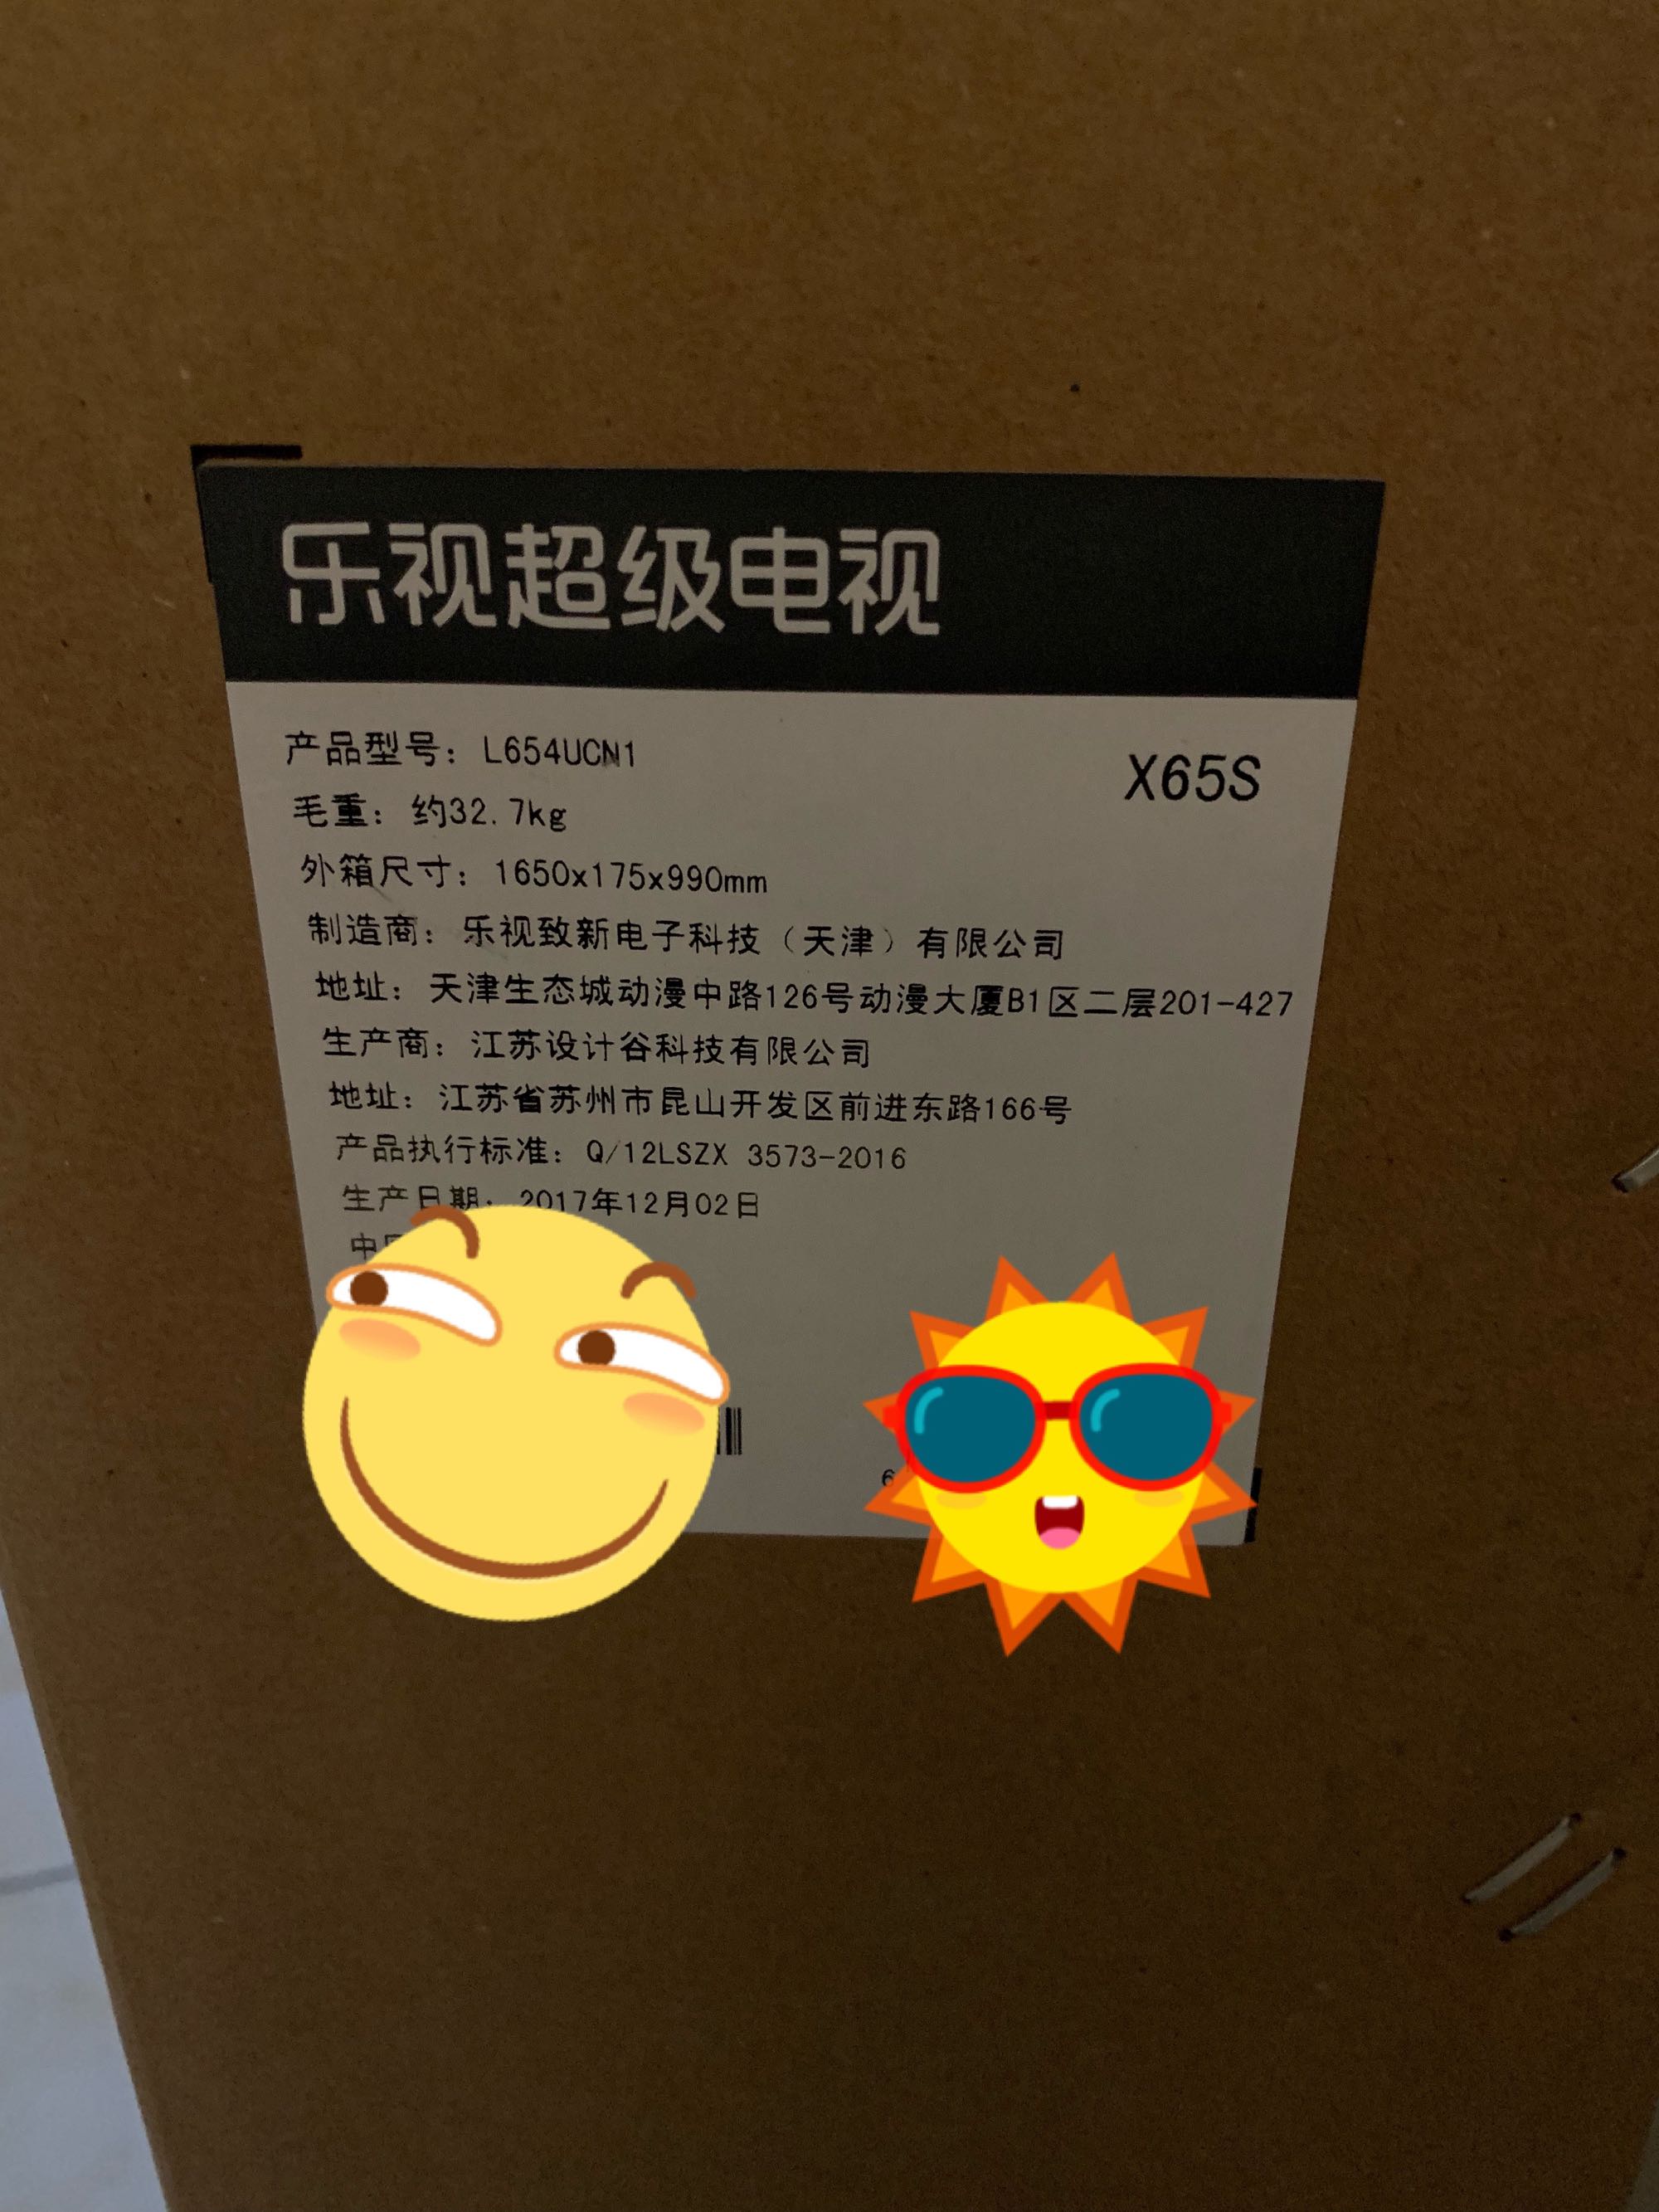 乐视超级电视
产品型号：L654UCN1
X65S
毛重：约32.7kg
外箱尺寸：1650x175x990mm
制造商：乐视致新电子科技（天津）有限公司
地址：天津生态城动漫中路126号动漫大厦B1区二层201-427
生产商：江苏设计谷科技有限公司
地址：江苏省苏州市昆山开发区前进东路166号
产品执行标准：Q/12LSZX 3573-2016
生产日期：2017年12月02日
中
6